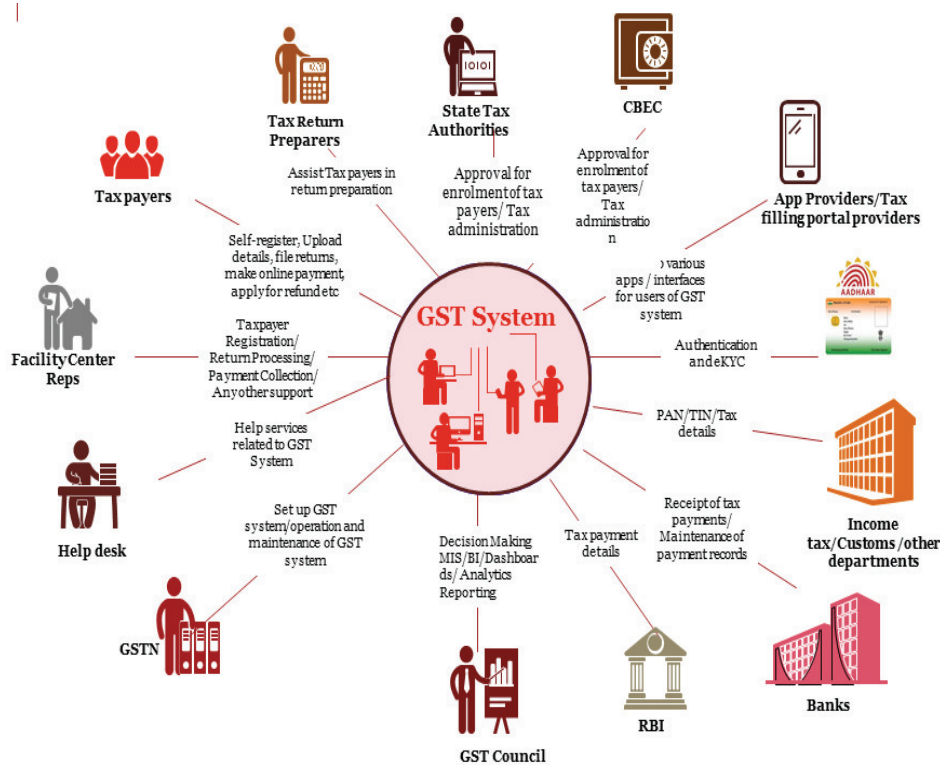 Tax Return
Preparers
Assist Tax payers in
return preparation
State Tax
Authorities
Approval for
enrolment of tax
payers/ Tax
administration
CBEC
Approval for
enrolment of
tax payers/
Tax
administratio
n
App Providers/Tax
filling portal providers
various
apps / interfaces
for users of GST
system
AADHAAR
Authentication
and eKYC
PAN/TIN/Tax
details
Income
tax/Customs /other
departments
Receipt of tax
payments/
Maintenance of
payment records
Banks
Tax payment
details
RBI
Decision Making
MIS/BI/Dashboar
ds/ Analytics
Reporting
GST Council
Set up GST
system/operation and
maintenance of GST
system
GSTN
Help services
related to GST
System
Help desk
Taxpayer
Registration/
Return Processing/
Payment Collection/
Any other support
Facility Center
Reps
Self-register, Upload
details, file returns,
make online payment,
apply for refund etc
Tax payers
GST System
10101